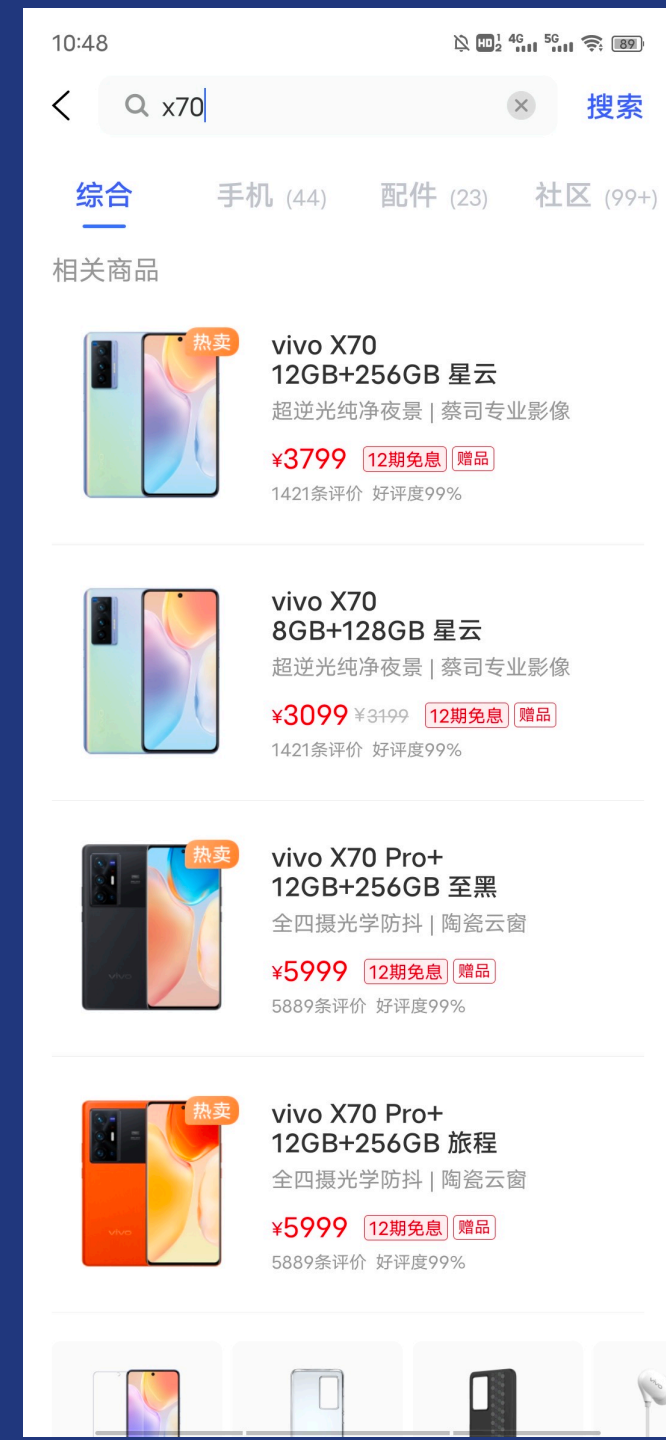 10:48
HD 1 2 4G 5G 89
x70
搜索
综合 手机 (44) 配件 (23) 社区 (99+)
相关商品
热卖
vivo X70
12GB+256GB 星云
超逆光纯净夜景 | 蔡司专业影像
¥3799 12期免息 赠品
1421条评价 好评度99%
vivo X70
8GB+128GB 星云
超逆光纯净夜景 | 蔡司专业影像
¥3099 ¥3199 12期免息 赠品
1421条评价 好评度99%
热卖
vivo X70 Pro+
12GB+256GB 至黑
全四摄光学防抖 | 陶瓷云窗
¥5999 12期免息 赠品
5889条评价 好评度99%
vivo
热卖
vivo X70 Pro+
12GB+256GB 旅程
全四摄光学防抖 | 陶瓷云窗
¥5999 12期免息 赠品
5889条评价 好评度99%
vivo